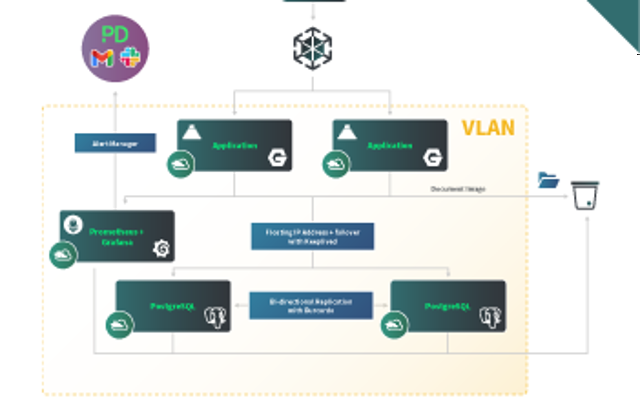 PD
VLAN
Alert Manager
Application
Application
Document Image
Prometheus +
Grafana
Floating IP Address + failover
with Keepalived
PostgreSQL
Bi-directional Replication
with Bucardo
PostgreSQL